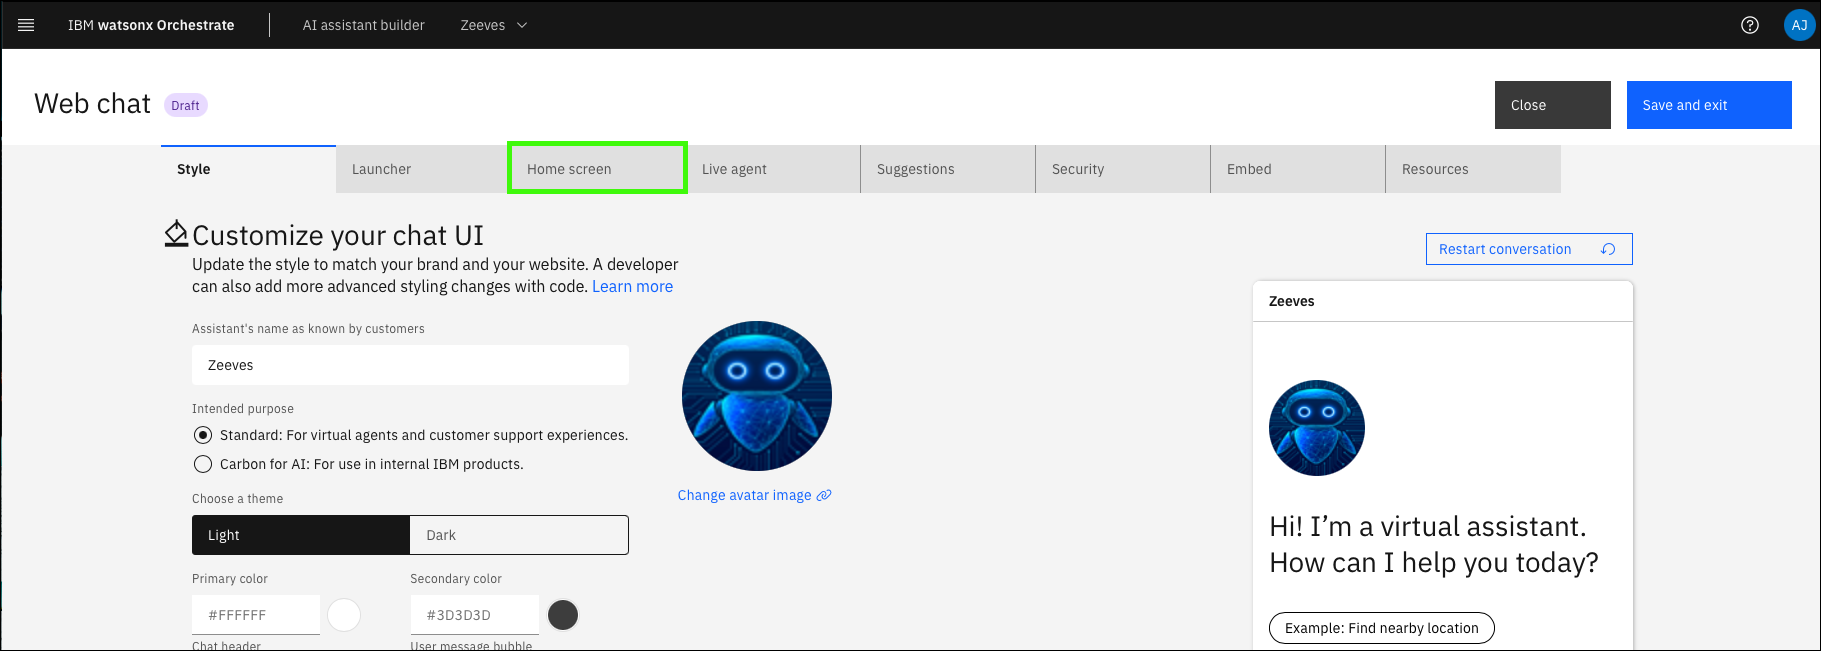 IBM watsonx Orchestrate AI assistant builder Zeeves AJ
Web chat Draft Close Save and exit
Style Launcher Home screen Live agent Suggestions Security Embed Resources
Customize your chat UI
Update the style to match your brand and your website. A developer
can also add more advanced styling changes with code. Learn more
Assistant's name as known by customers
Zeeves
Intended purpose
Standard: For virtual agents and customer support experiences.
Carbon for AI: For use in internal IBM products.
Choose a theme
Light Dark
Primary color Secondary color
#FFFFFF #3D3D3D
Chat header User message bubble
Change avatar image
Restart conversation
Zeeves
Hi! I’m a virtual assistant.
How can I help you today?
Example: Find nearby location